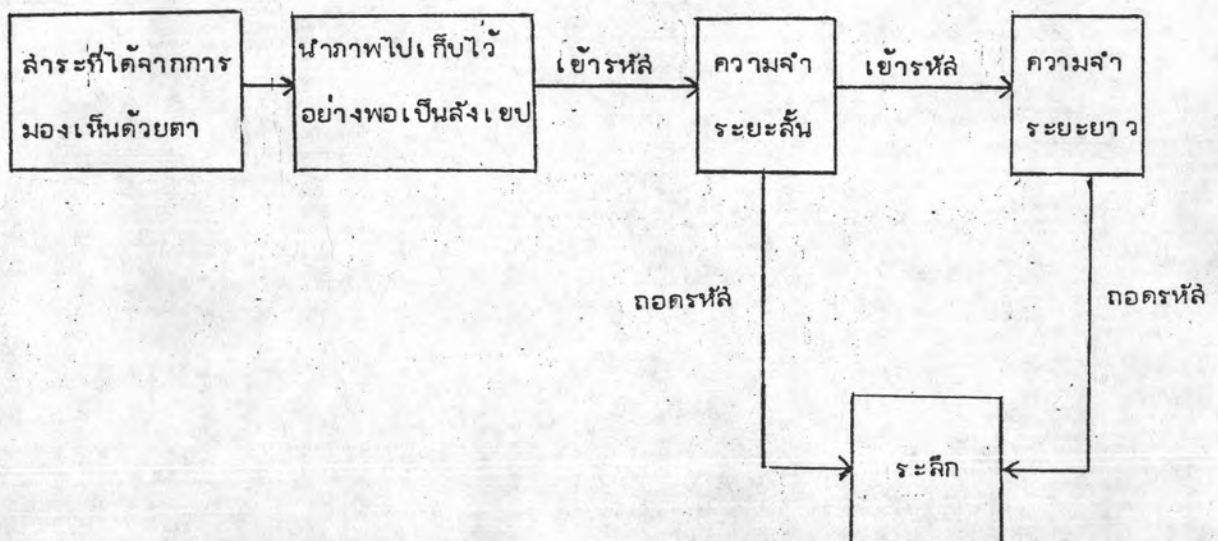 สาระที่ได้จากการ
มองเห็นด้วยตา
นำภาพไปเก็บไว้
อย่างพอเป็นสังเขป
เข้ารหัส
ความจำ
ระยะสั้น
เข้ารหัส
ความจำ
ระยะยาว
ถอดรหัส
ถอดรหัส
ระลึก